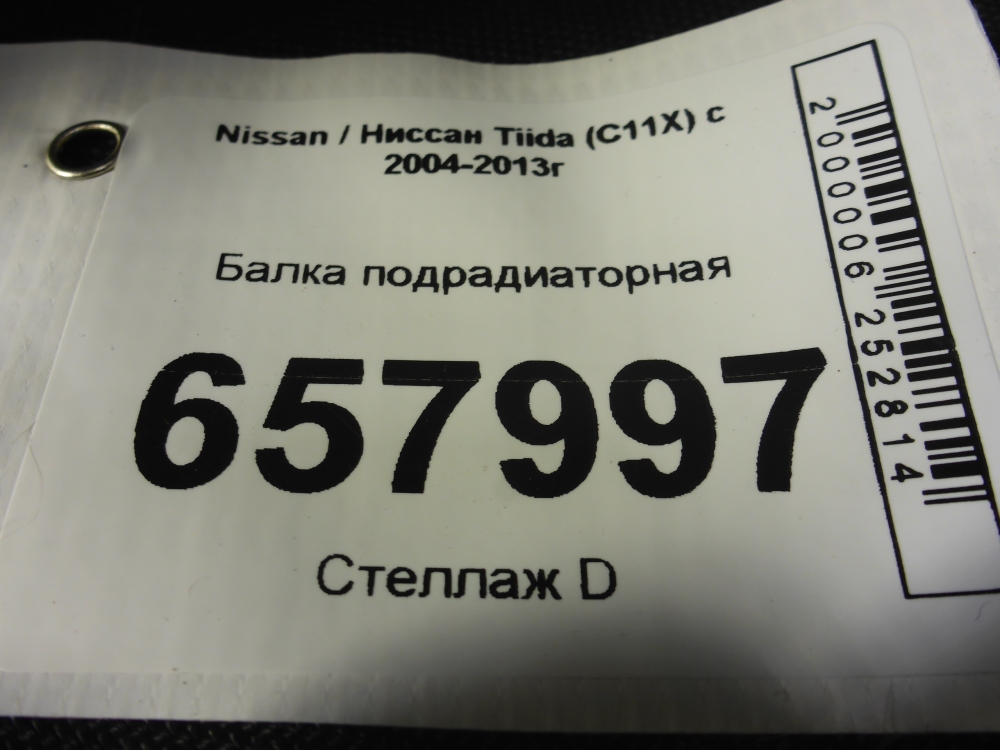 Nissan / Ниссан Tiida (C11X) с
2004-2013г
Балка подрадиаторная
657997
Стеллаж D
2000006252814